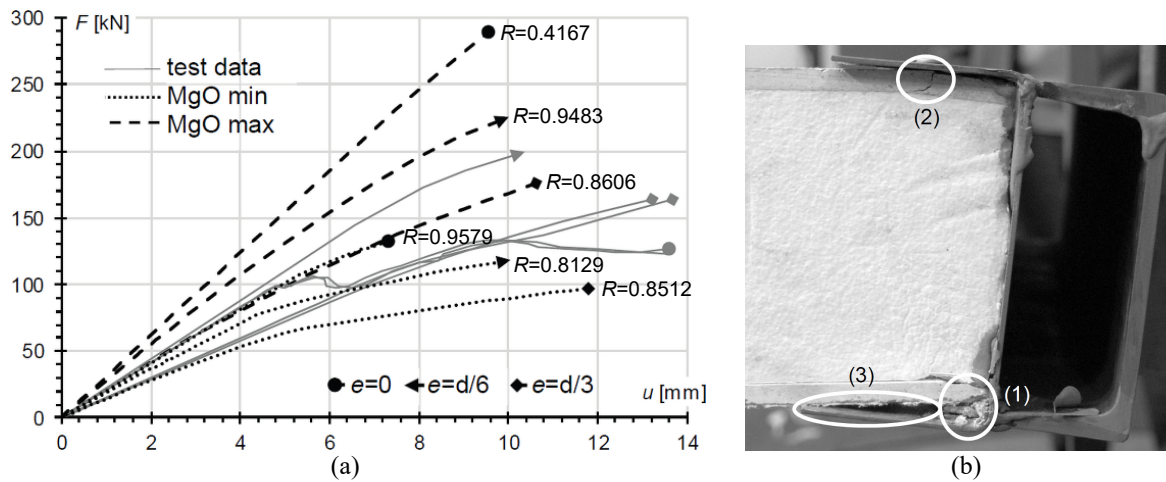 F [kN]
300
250
200
150
100
50
0
test data
MgO min
MgO max
R=0.4167
R=0.9483
R=0.8606
R=0.9579
R=0.8129
R=0.8512
e=0 e=d/6 e=d/3
u [mm]
0 2 4 6 8 10 12 14
(a)
(2)
(3)
(1)
(b)